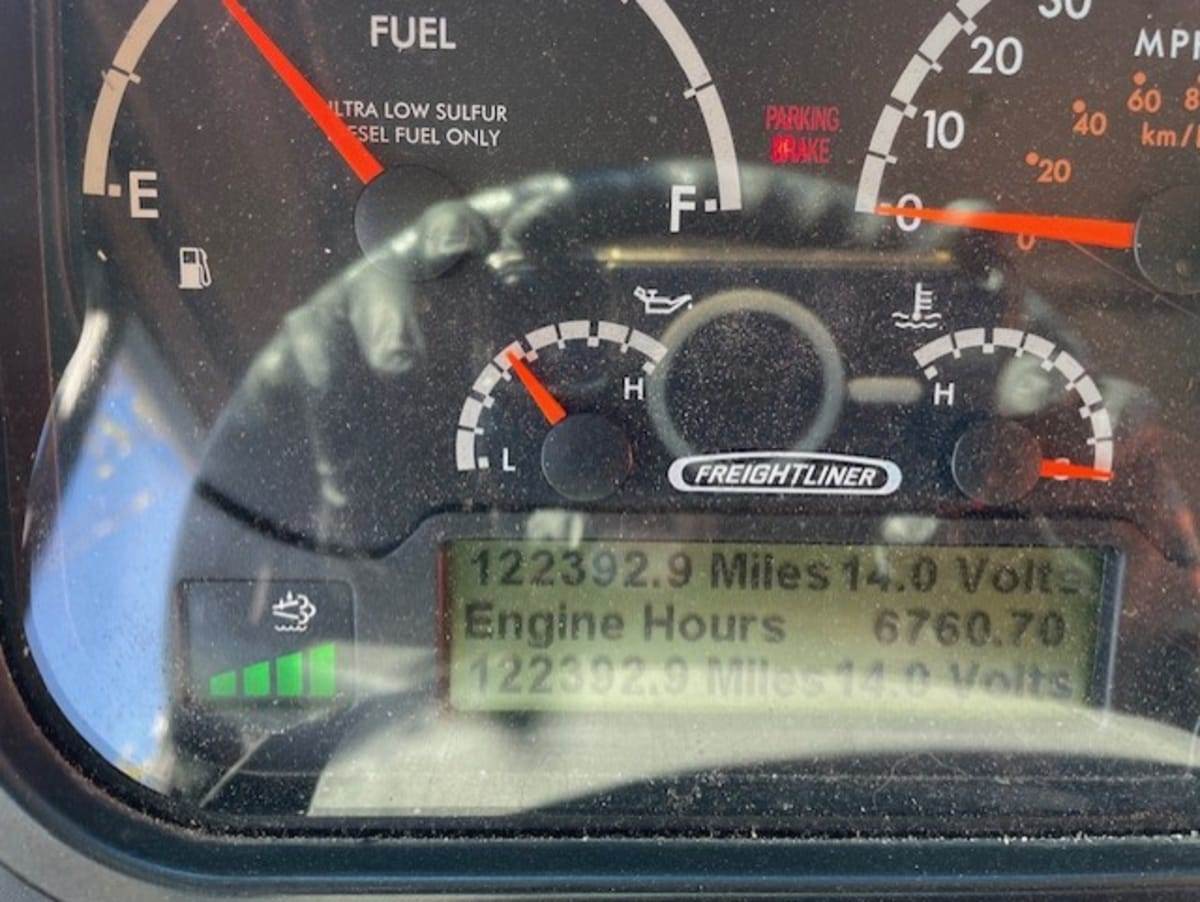 FUEL
ULTRA LOW SULFUR
DIESEL FUEL ONLY
E
F
PARKING
BRAKE
30
20
10
0
MPH
60
40
20
0
km/h
L
H
H
FREIGHTLINER
122392.9 Miles 14.0 Volts
Engine Hours 6760.70
122392.9 Miles 14.0 Volts